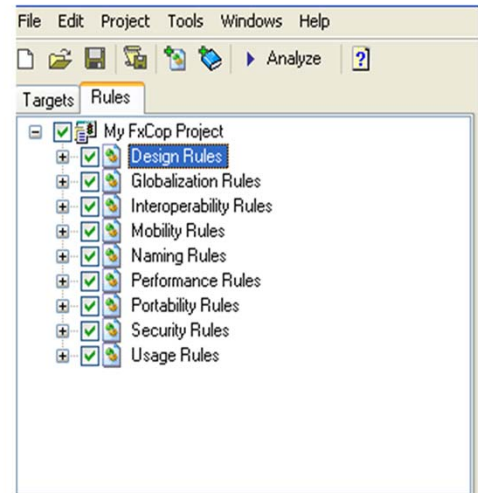 File Edit Project Tools Windows Help
Analyze
Targets Rules
My FxCop Project
Design Rules
Globalization Rules
Interoperability Rules
Mobility Rules
Naming Rules
Performance Rules
Portability Rules
Security Rules
Usage Rules